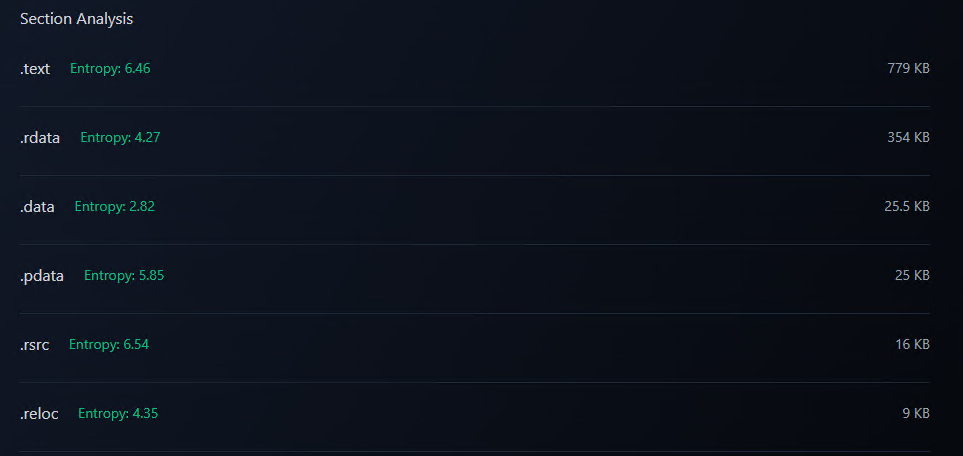 Section Analysis
.text Entropy: 6.46 779 KB
.rdata Entropy: 4.27 354 KB
.data Entropy: 2.82 25.5 KB
.pdata Entropy: 5.85 25 KB
.rsrc Entropy: 6.54 16 KB
.reloc Entropy: 4.35 9 KB